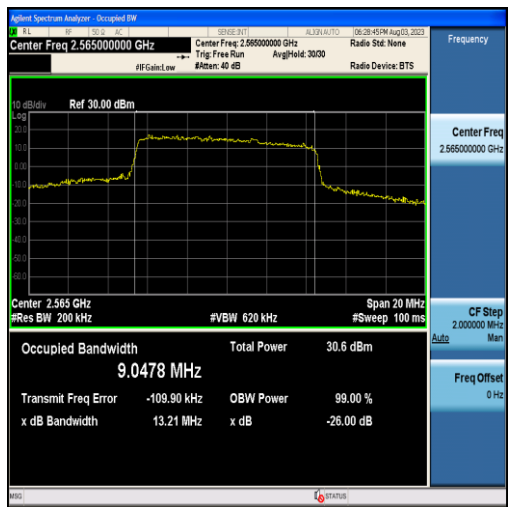 Agilent Spectrum Analyzer - Occupied BW
RL RF 50 Ω AC SENSE:INT ALIGN AUTO 06:28:45 PM Aug 03, 2023
Center Freq 2.565000000 GHz
Center Freq: 2.565000000 GHz
Radio Std: None
Trig: Free Run
Avg|Hold: 30/30
#IFGain:Low
#Atten: 40 dB
Radio Device: BTS
Frequency
10 dB/div
Ref 30.00 dBm
Log
20.0
10.0
0.00
-10.0
-20.0
-30.0
-40.0
-50.0
-60.0
Center 2.565 GHz
Span 20 MHz
#Res BW 200 kHz
#VBW 620 kHz
#Sweep 100 ms
Occupied Bandwidth
Total Power 30.6 dBm
9.0478 MHz
Transmit Freq Error -109.90 kHz
OBW Power 99.00 %
x dB Bandwidth 13.21 MHz
x dB -26.00 dB
Center Freq
2.565000000 GHz
CF Step
2.000000 MHz
Auto Man
Freq Offset
0 Hz
MSG
STATUS